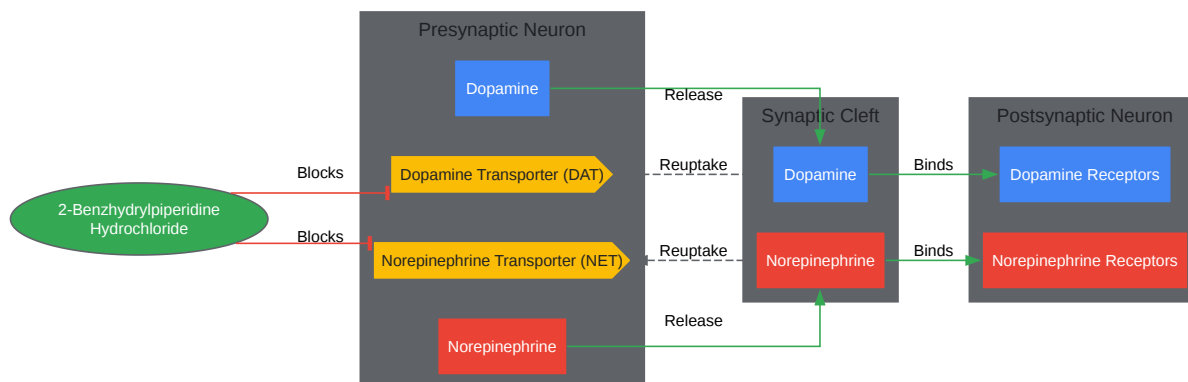 Presynaptic Neuron
Dopamine
Release
Synaptic Cleft
Postsynaptic Neuron
Blocks
Dopamine Transporter (DAT)
Reuptake
Dopamine
Binds
Dopamine Receptors
2-Benzhydrylpiperidine
Hydrochloride
Blocks
Norepinephrine Transporter (NET)
Reuptake
Norepinephrine
Binds
Norepinephrine Receptors
Norepinephrine
Release